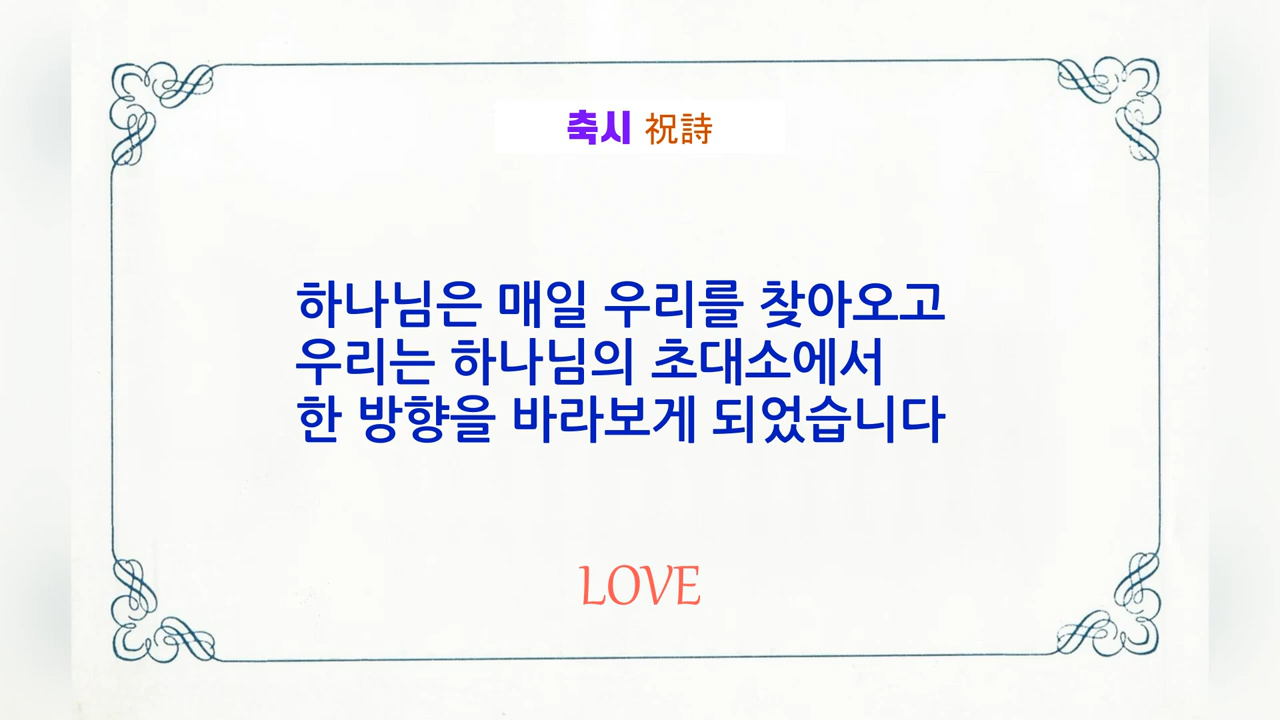 축시 祝詩
하나님은 매일 우리를 찾아오고
우리는 하나님의 초대소에서
한 방향을 바라보게 되었습니다
LOVE